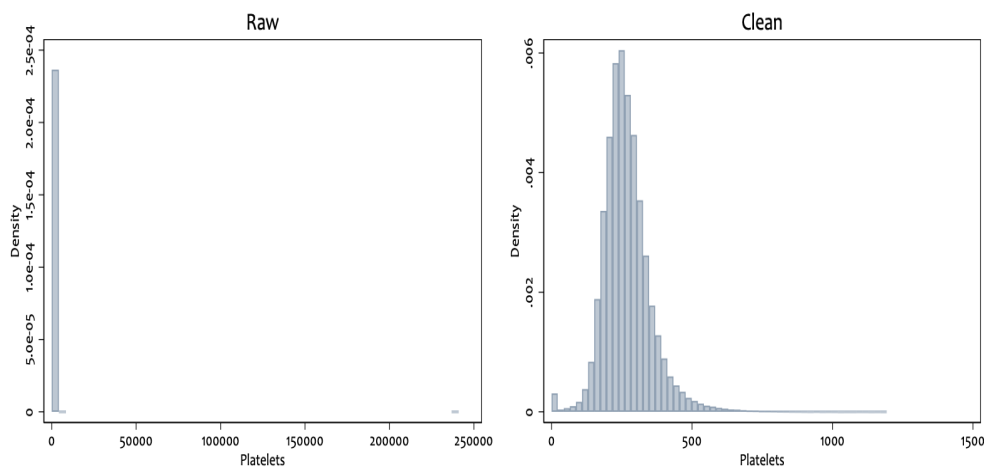 Raw
Density
2.5e-04
2.0e-04
1.5e-04
1.0e-04
5.0e-05
0
0 50000 100000 150000 200000 250000
Platelets
Clean
Density
.006
.004
.002
0
0 500 1000 1500
Platelets